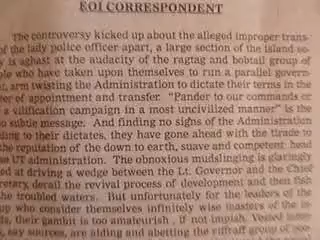 EOI CORRESPONDENT
The controversy kicked up about the alleged improper trans-
of the lady police officer apart, a large section of the island so-
y is aghast at the audacity of the ragtag and bobtail group of
ple who have taken upon themselves to run a parallel govern-
, arm twisting the Administration to dictate their terms in the
er of appointment and transfer. "Pander to our commands or
a vilification campaign in a most uncivilized manner" is the
so subtle message. And finding no signs of the Administration
ding to their dictates, they have gone ahead with the tirade to
the reputation of the down to earth, suave and competent head
e UT administration. The obnoxious mudslinging is glaringly
ed at driving a wedge between the Lt. Governor and the Chief
retary, derail the revival process of development and then fish
he troubled waters. But unfortunately for the leaders of the
up who consider themselves infinitely wise masters of the
, their gambit is too amateurish, if not impish. Vested
, say sources, are aiding and abetting the riffraff group of